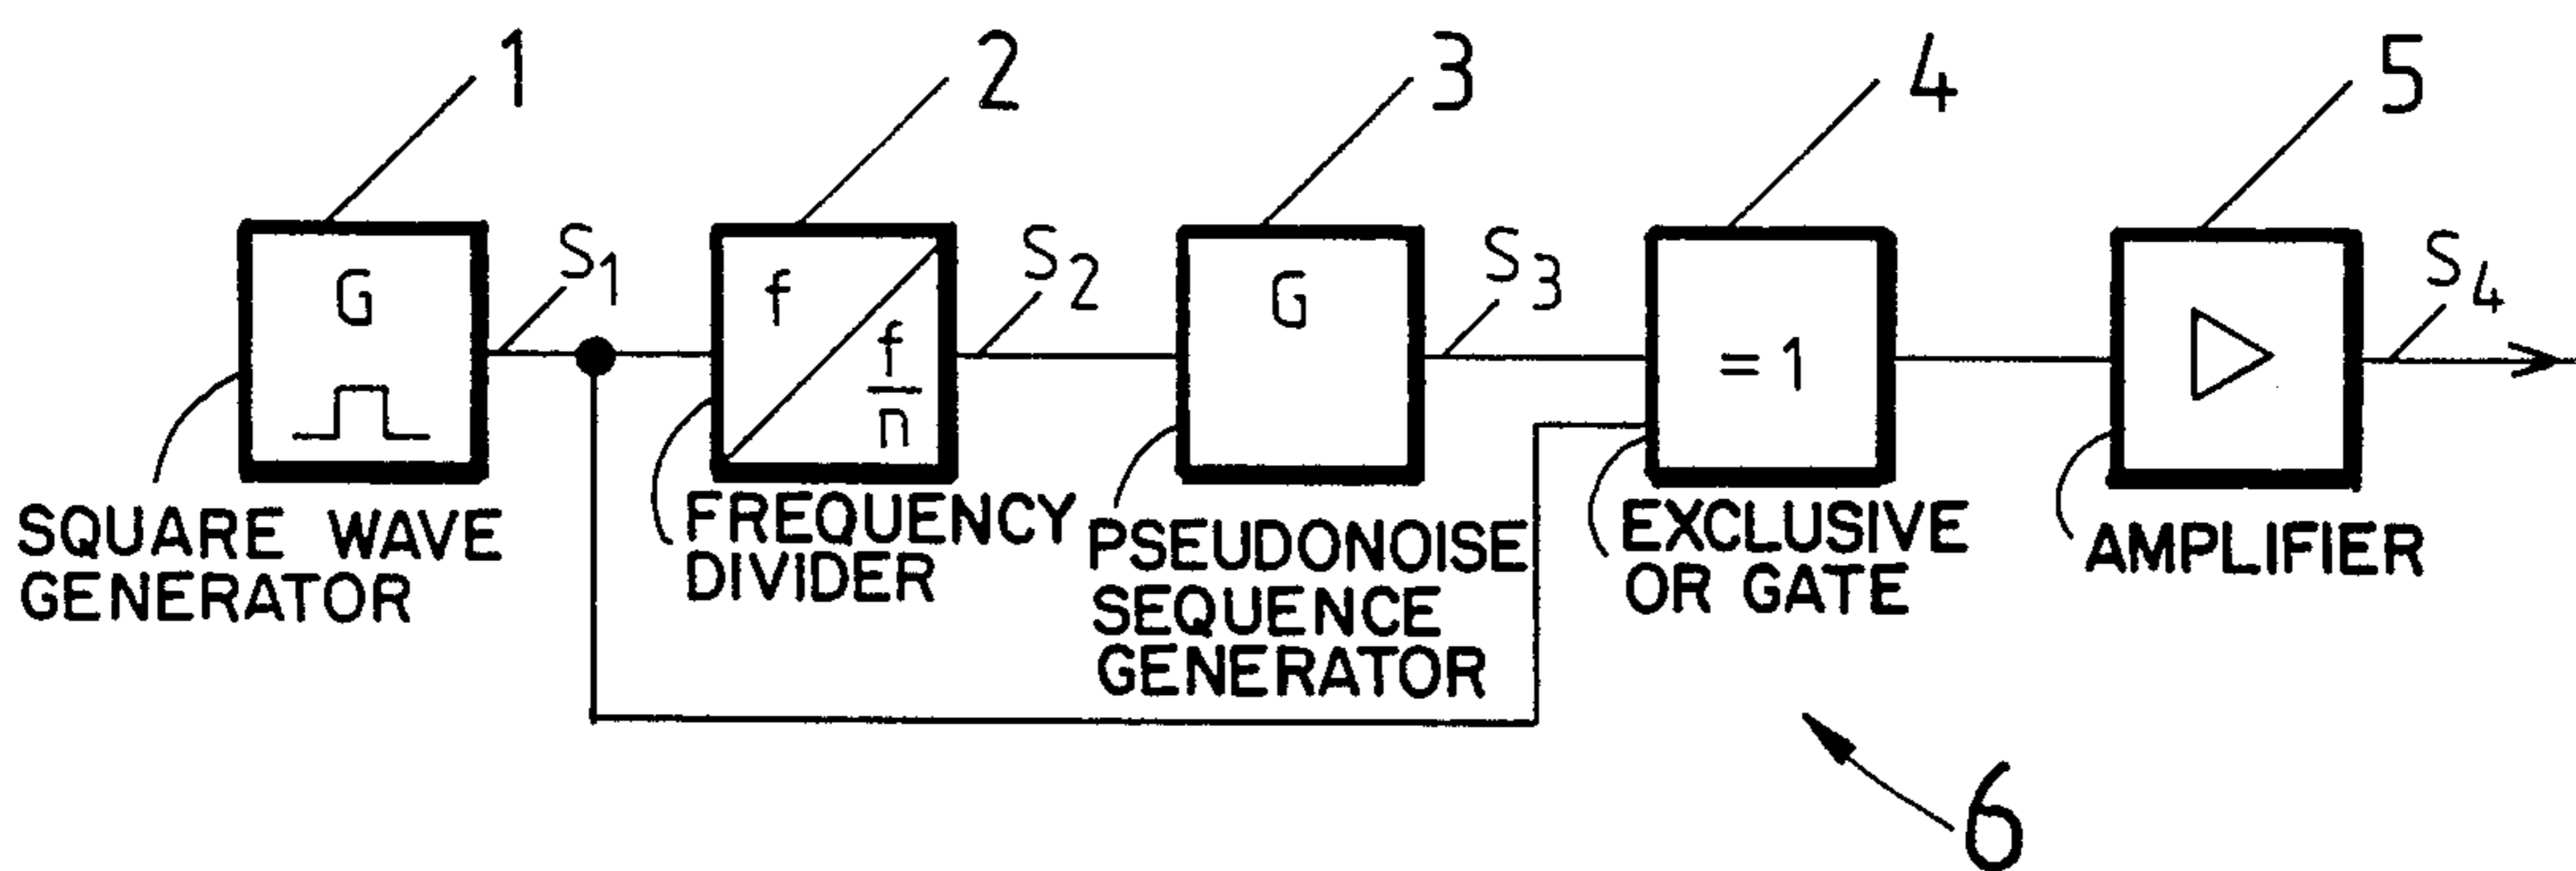 1 2 3 4 5
S1 S2 S3 S4
G f f/n G =1
SQUARE WAVE
GENERATOR
FREQUENCY
DIVIDER
PSEUDONOISE
SEQUENCE
GENERATOR
EXCLUSIVE
OR GATE
AMPLIFIER
6